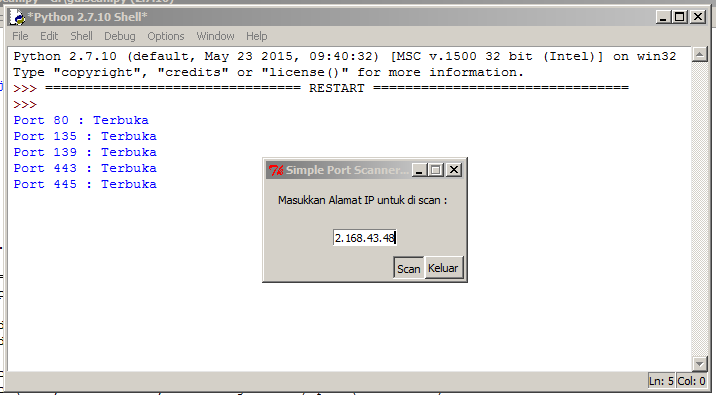 *Python 2.7.10 Shell*
File Edit Shell Debug Options Window Help
Python 2.7.10 (default, May 23 2015, 09:40:32) [MSC v.1500 32 bit (Intel)] on win32
Type "copyright", "credits" or "license()" for more information.
>>> ================================ RESTART ================================
>>>
Port 80 : Terbuka
Port 135 : Terbuka
Port 139 : Terbuka
Port 443 : Terbuka
Port 445 : Terbuka
Simple Port Scanner...
Masukkan Alamat IP untuk di scan :
2.168.43.48
Scan Keluar
Ln: 5 Col: 0